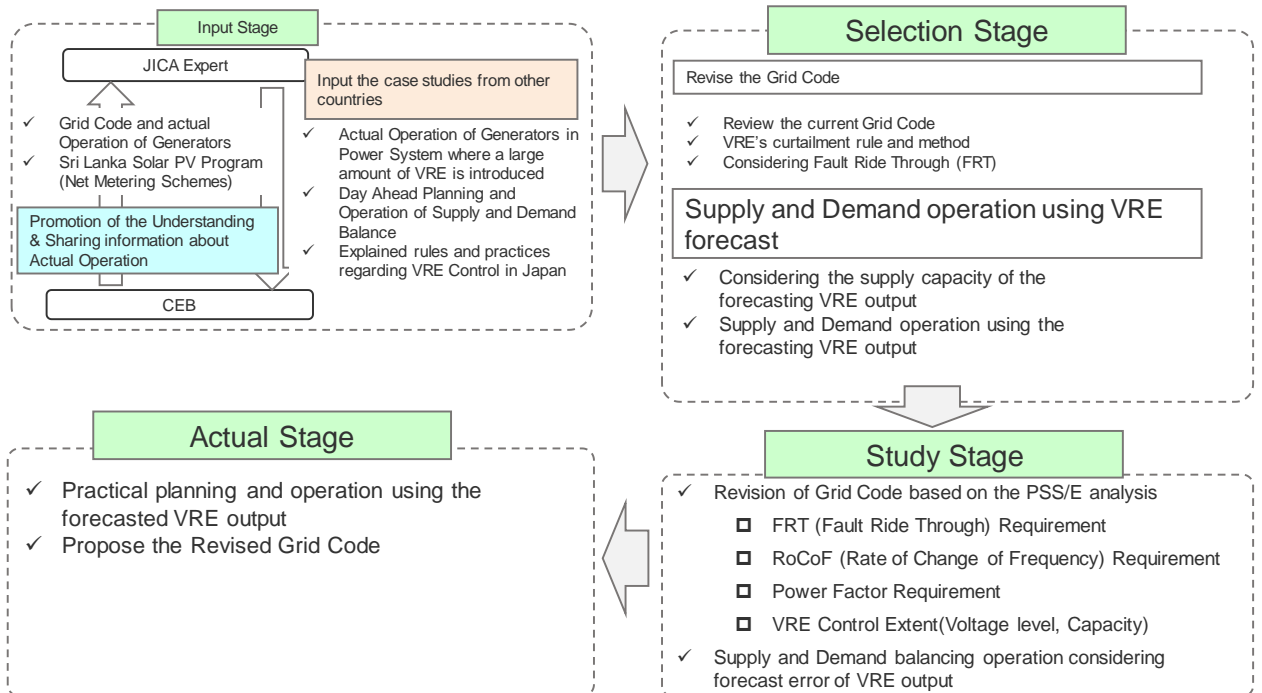 Input Stage
JICA Expert
✓ Grid Code and actual
Operation of Generators
✓ Sri Lanka Solar PV Program
(Net Metering Schemes)
Promotion of the Understanding
& Sharing information about
Actual Operation
CEB
Input the case studies from other
countries
✓ Actual Operation of Generators in
Power System where a large
amount of VRE is introduced
✓ Day Ahead Planning and
Operation of Supply and Demand
Balance
✓ Explained rules and practices
regarding VRE Control in Japan
Selection Stage
Revise the Grid Code
✓ Review the current Grid Code
✓ VRE's curtailment rule and method
✓ Considering Fault Ride Through (FRT)
Supply and Demand operation using VRE
forecast
✓ Considering the supply capacity of the
forecasting VRE output
✓ Supply and Demand operation using the
forecasting VRE output
Study Stage
✓ Revision of Grid Code based on the PSS/E analysis
☐ FRT (Fault Ride Through) Requirement
☐ RoCoF (Rate of Change of Frequency) Requirement
☐ Power Factor Requirement
☐ VRE Control Extent(Voltage level, Capacity)
✓ Supply and Demand balancing operation considering
forecast error of VRE output
Actual Stage
✓ Practical planning and operation using the
forecasted VRE output
✓ Propose the Revised Grid Code